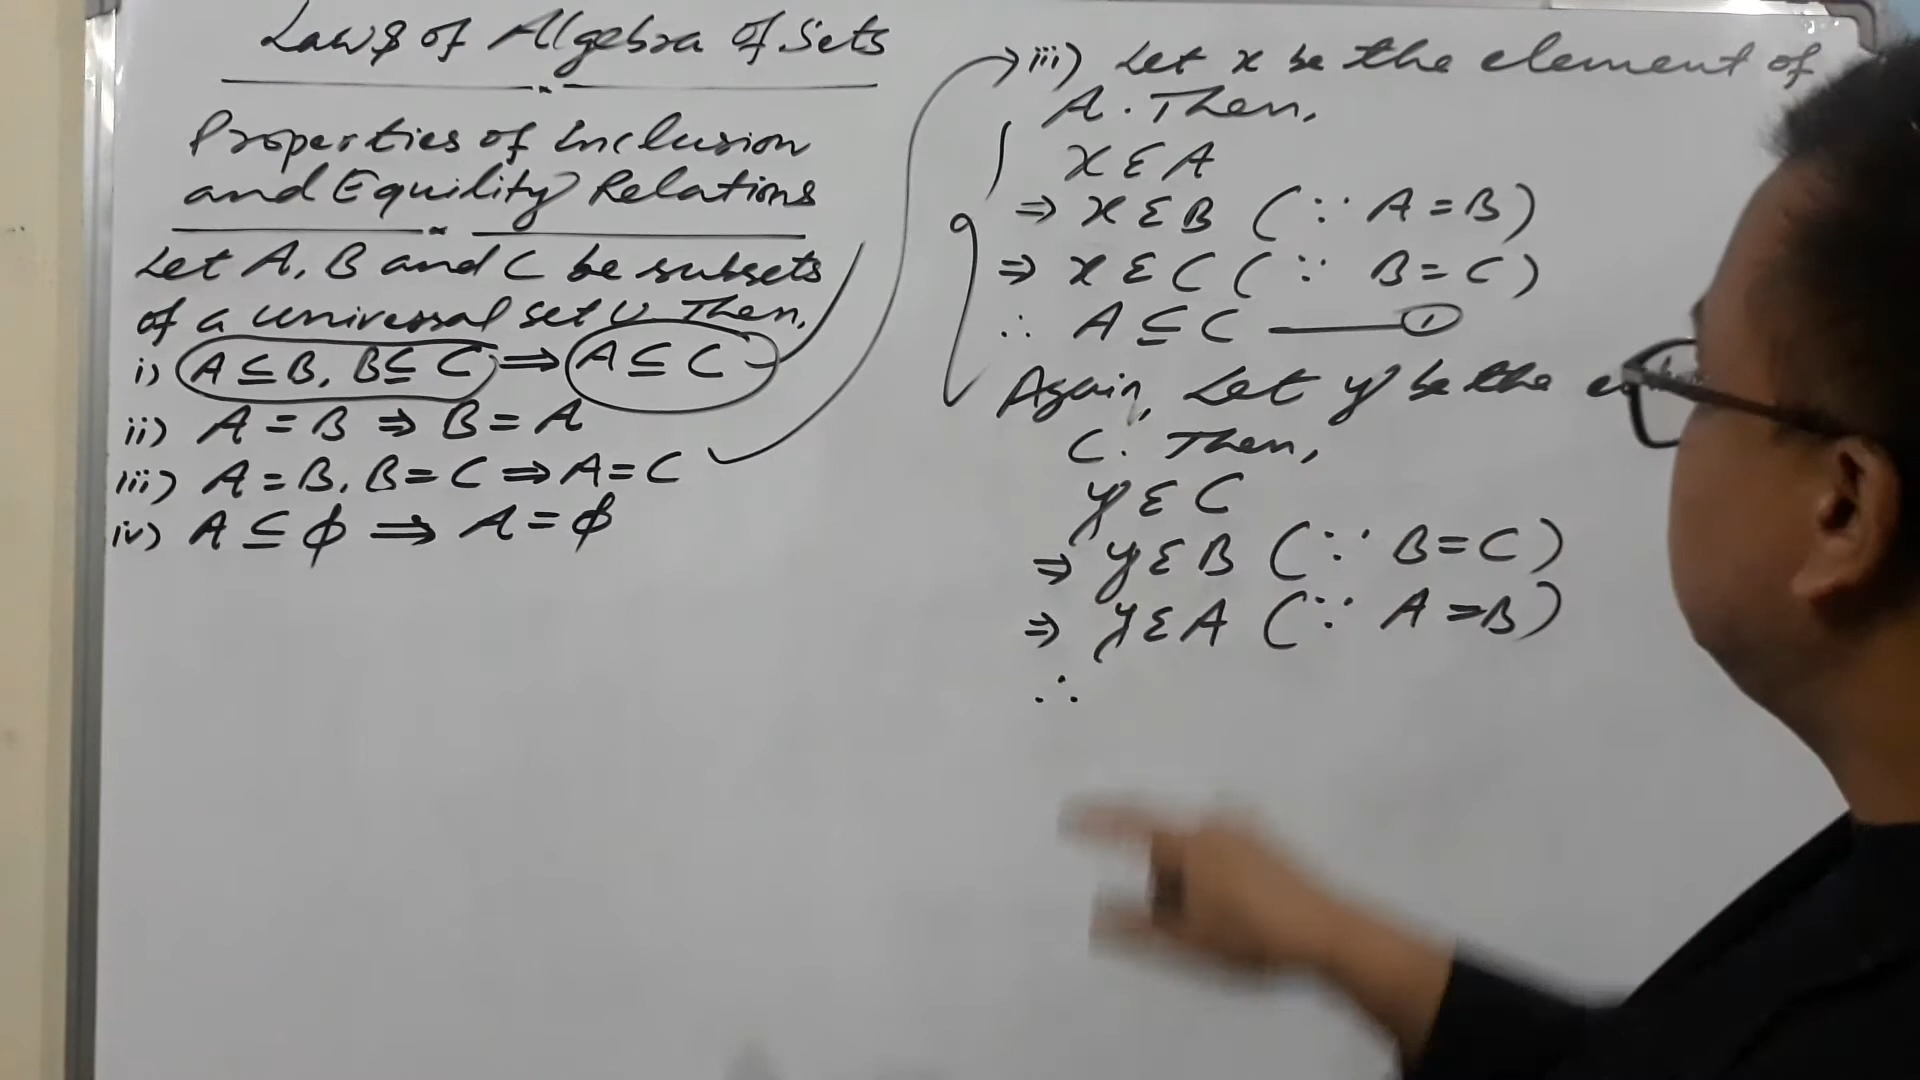 Laws of Algebra of Sets
Properties of Inclusion
and Equility Relations
Let A, B and C be subsets
of a universal set U. Then,
i) A ⊆ B, B ⊆ C ⇒ A ⊆ C
ii) A = B ⇒ B = A
iii) A = B, B = C ⇒ A = C
iv) A ⊆ ϕ ⇒ A = ϕ
iii) Let x be the element of
A. Then,
x ∈ A
⇒ x ∈ B (∵ A = B)
⇒ x ∈ C (∵ B = C)
∴ A ⊆ C — ①
Again, Let y be the
C. Then,
y ∈ C
⇒ y ∈ B (∵ B = C)
⇒ y ∈ A (∵ A = B)
∴